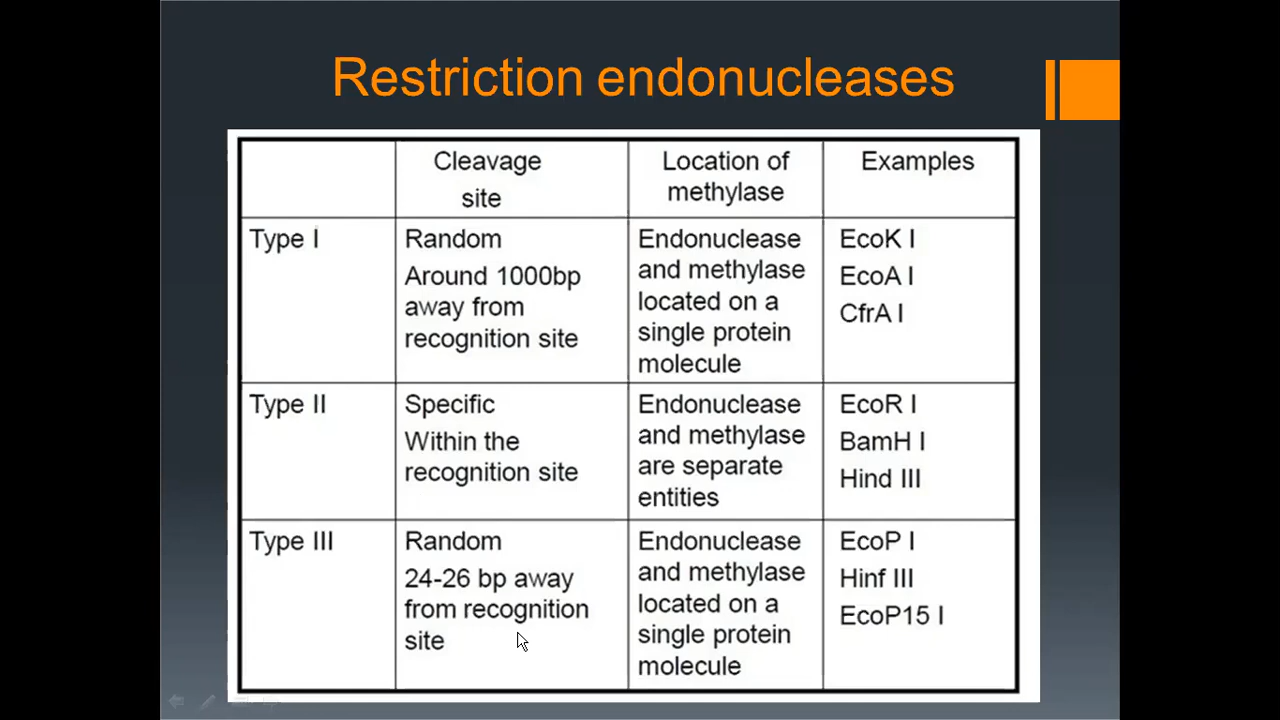 Restriction endonucleases
Cleavage
site
Location of
methylase
Examples
Type I
Random
Around 1000bp
away from
recognition site
Endonuclease
and methylase
located on a
single protein
molecule
EcoK I
EcoA I
CfrA I
Type II
Specific
Within the
recognition site
Endonuclease
and methylase
are separate
entities
EcoR I
BamH I
Hind III
Type III
Random
24-26 bp away
from recognition
site
Endonuclease
and methylase
located on a
single protein
molecule
EcoP I
Hinf III
EcoP15 I